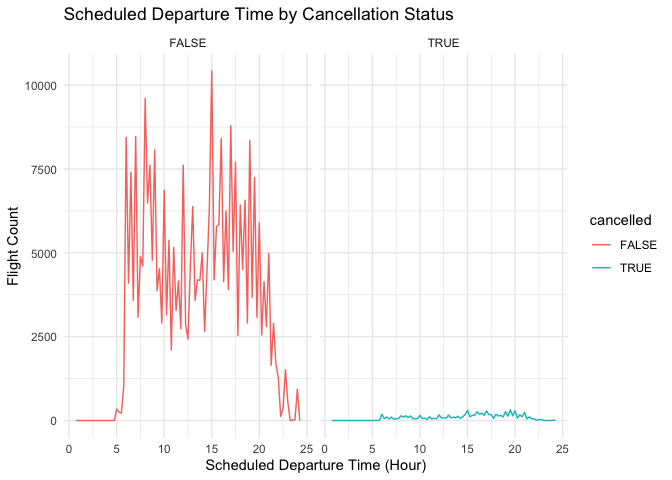 Scheduled Departure Time by Cancellation Status
FALSE
TRUE
10000
7500
5000
2500
0
Flight Count
0 5 10 15 20 25
0 5 10 15 20 25
Scheduled Departure Time (Hour)
cancelled
FALSE
TRUE